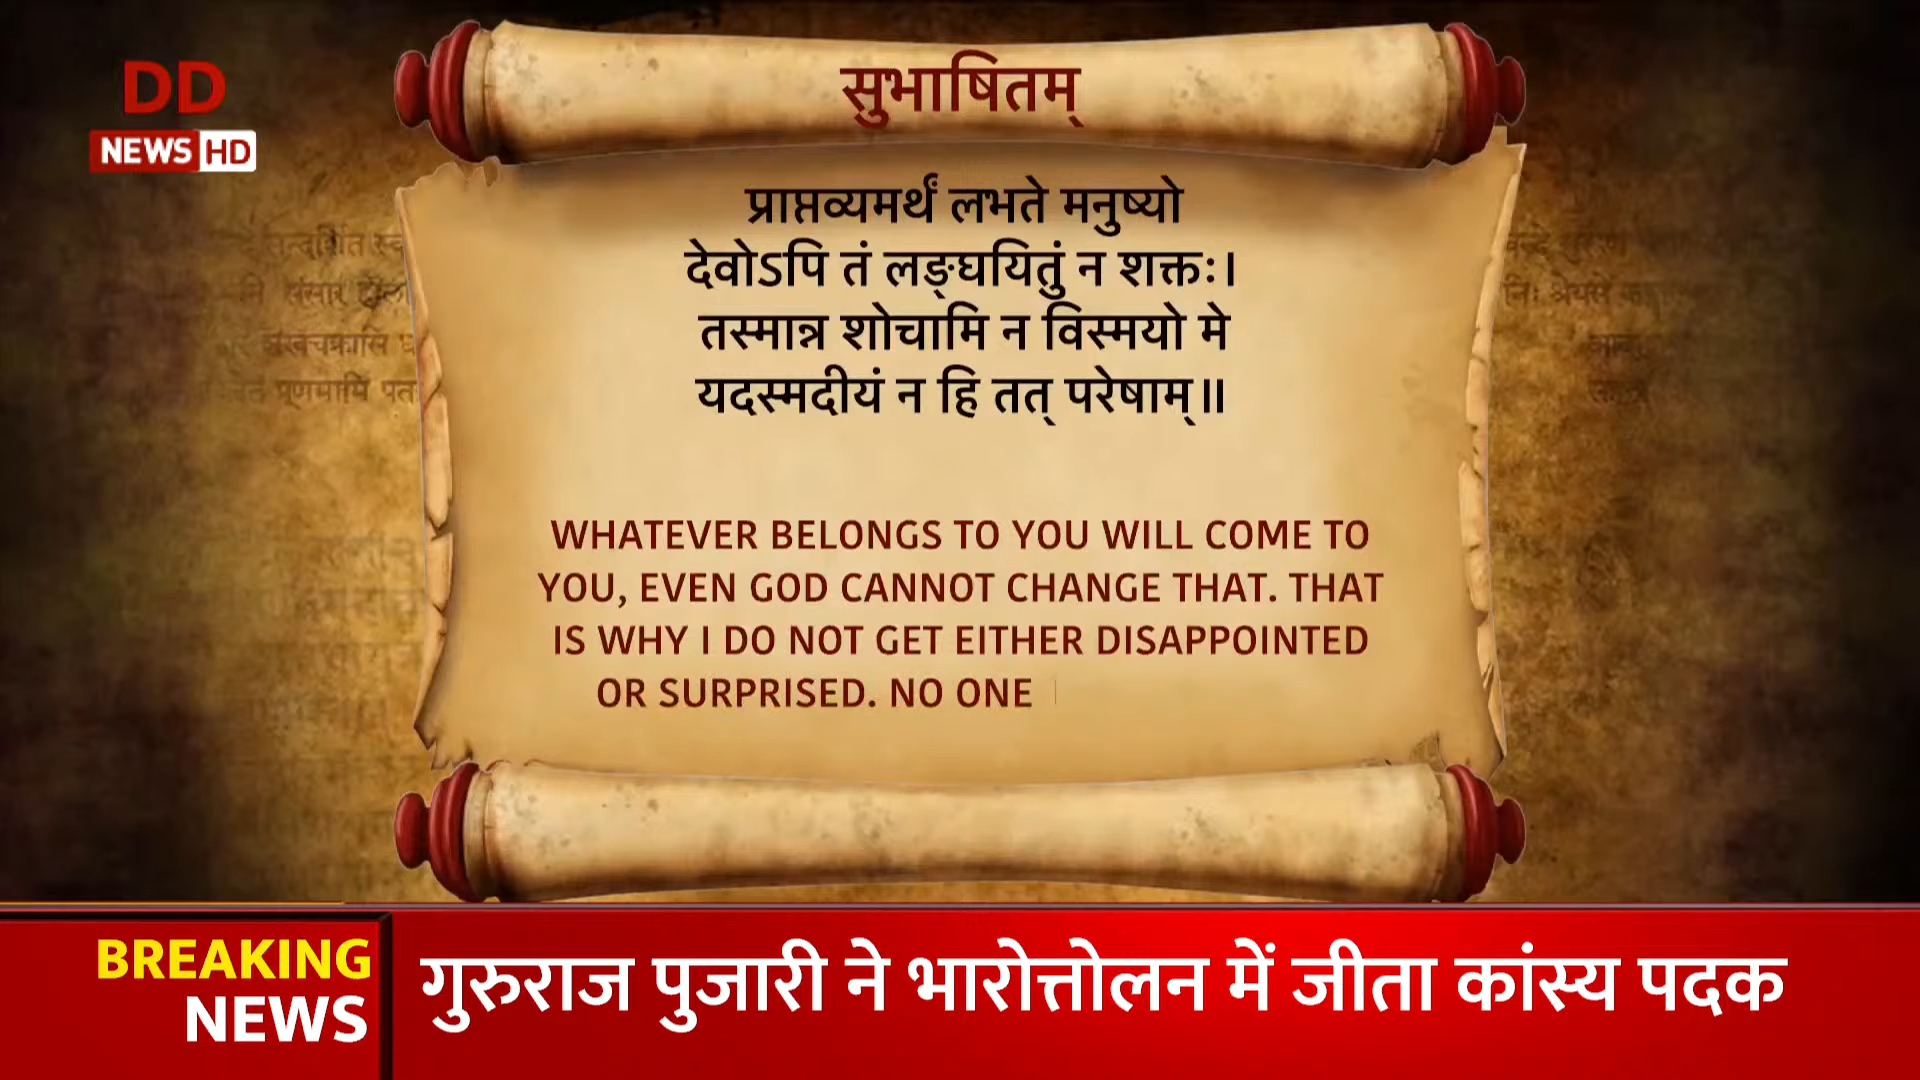 DD
NEWS HD
सुभाषितम्
प्राप्तव्यमर्थं लभते मनुष्यो
देवोऽपि तं लङ्घयितुं न शक्तः।
तस्मान्न शोचामि न विस्मयो मे
यदस्मदीयं न हि तत् परेषाम्॥
WHATEVER BELONGS TO YOU WILL COME TO
YOU, EVEN GOD CANNOT CHANGE THAT. THAT
IS WHY I DO NOT GET EITHER DISAPPOINTED
OR SURPRISED. NO ONE
BREAKING
NEWS
गुरुराज पुजारी ने भारोत्तोलन में जीता कांस्य पदक